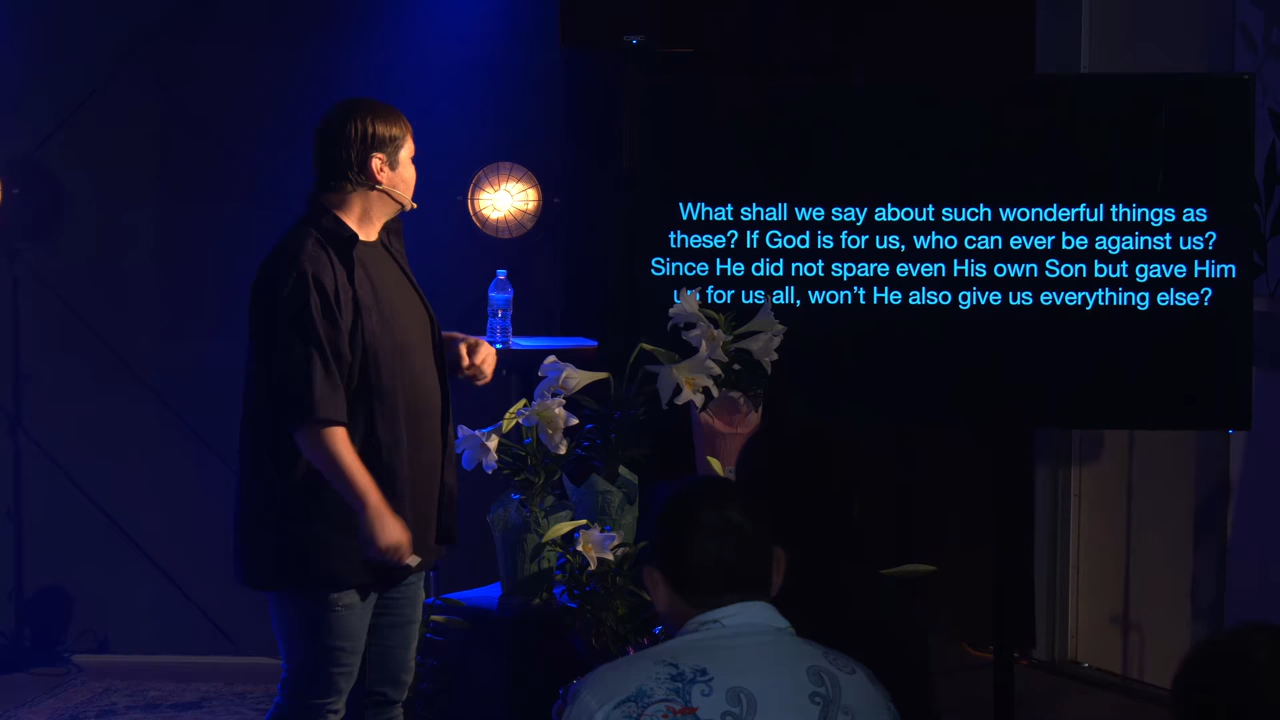 What shall we say about such wonderful things as
these? If God is for us, who can ever be against us?
Since He did not spare even His own Son but gave Him
up for us all, won't He also give us everything else?